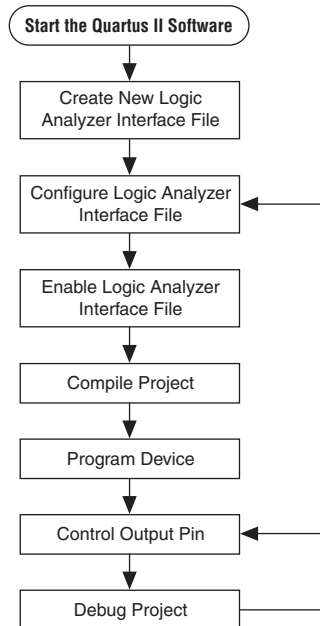 Start the Quartus II Software
Create New Logic
Analyzer Interface File
Configure Logic Analyzer
Interface File
Enable Logic Analyzer
Interface File
Compile Project
Program Device
Control Output Pin
Debug Project